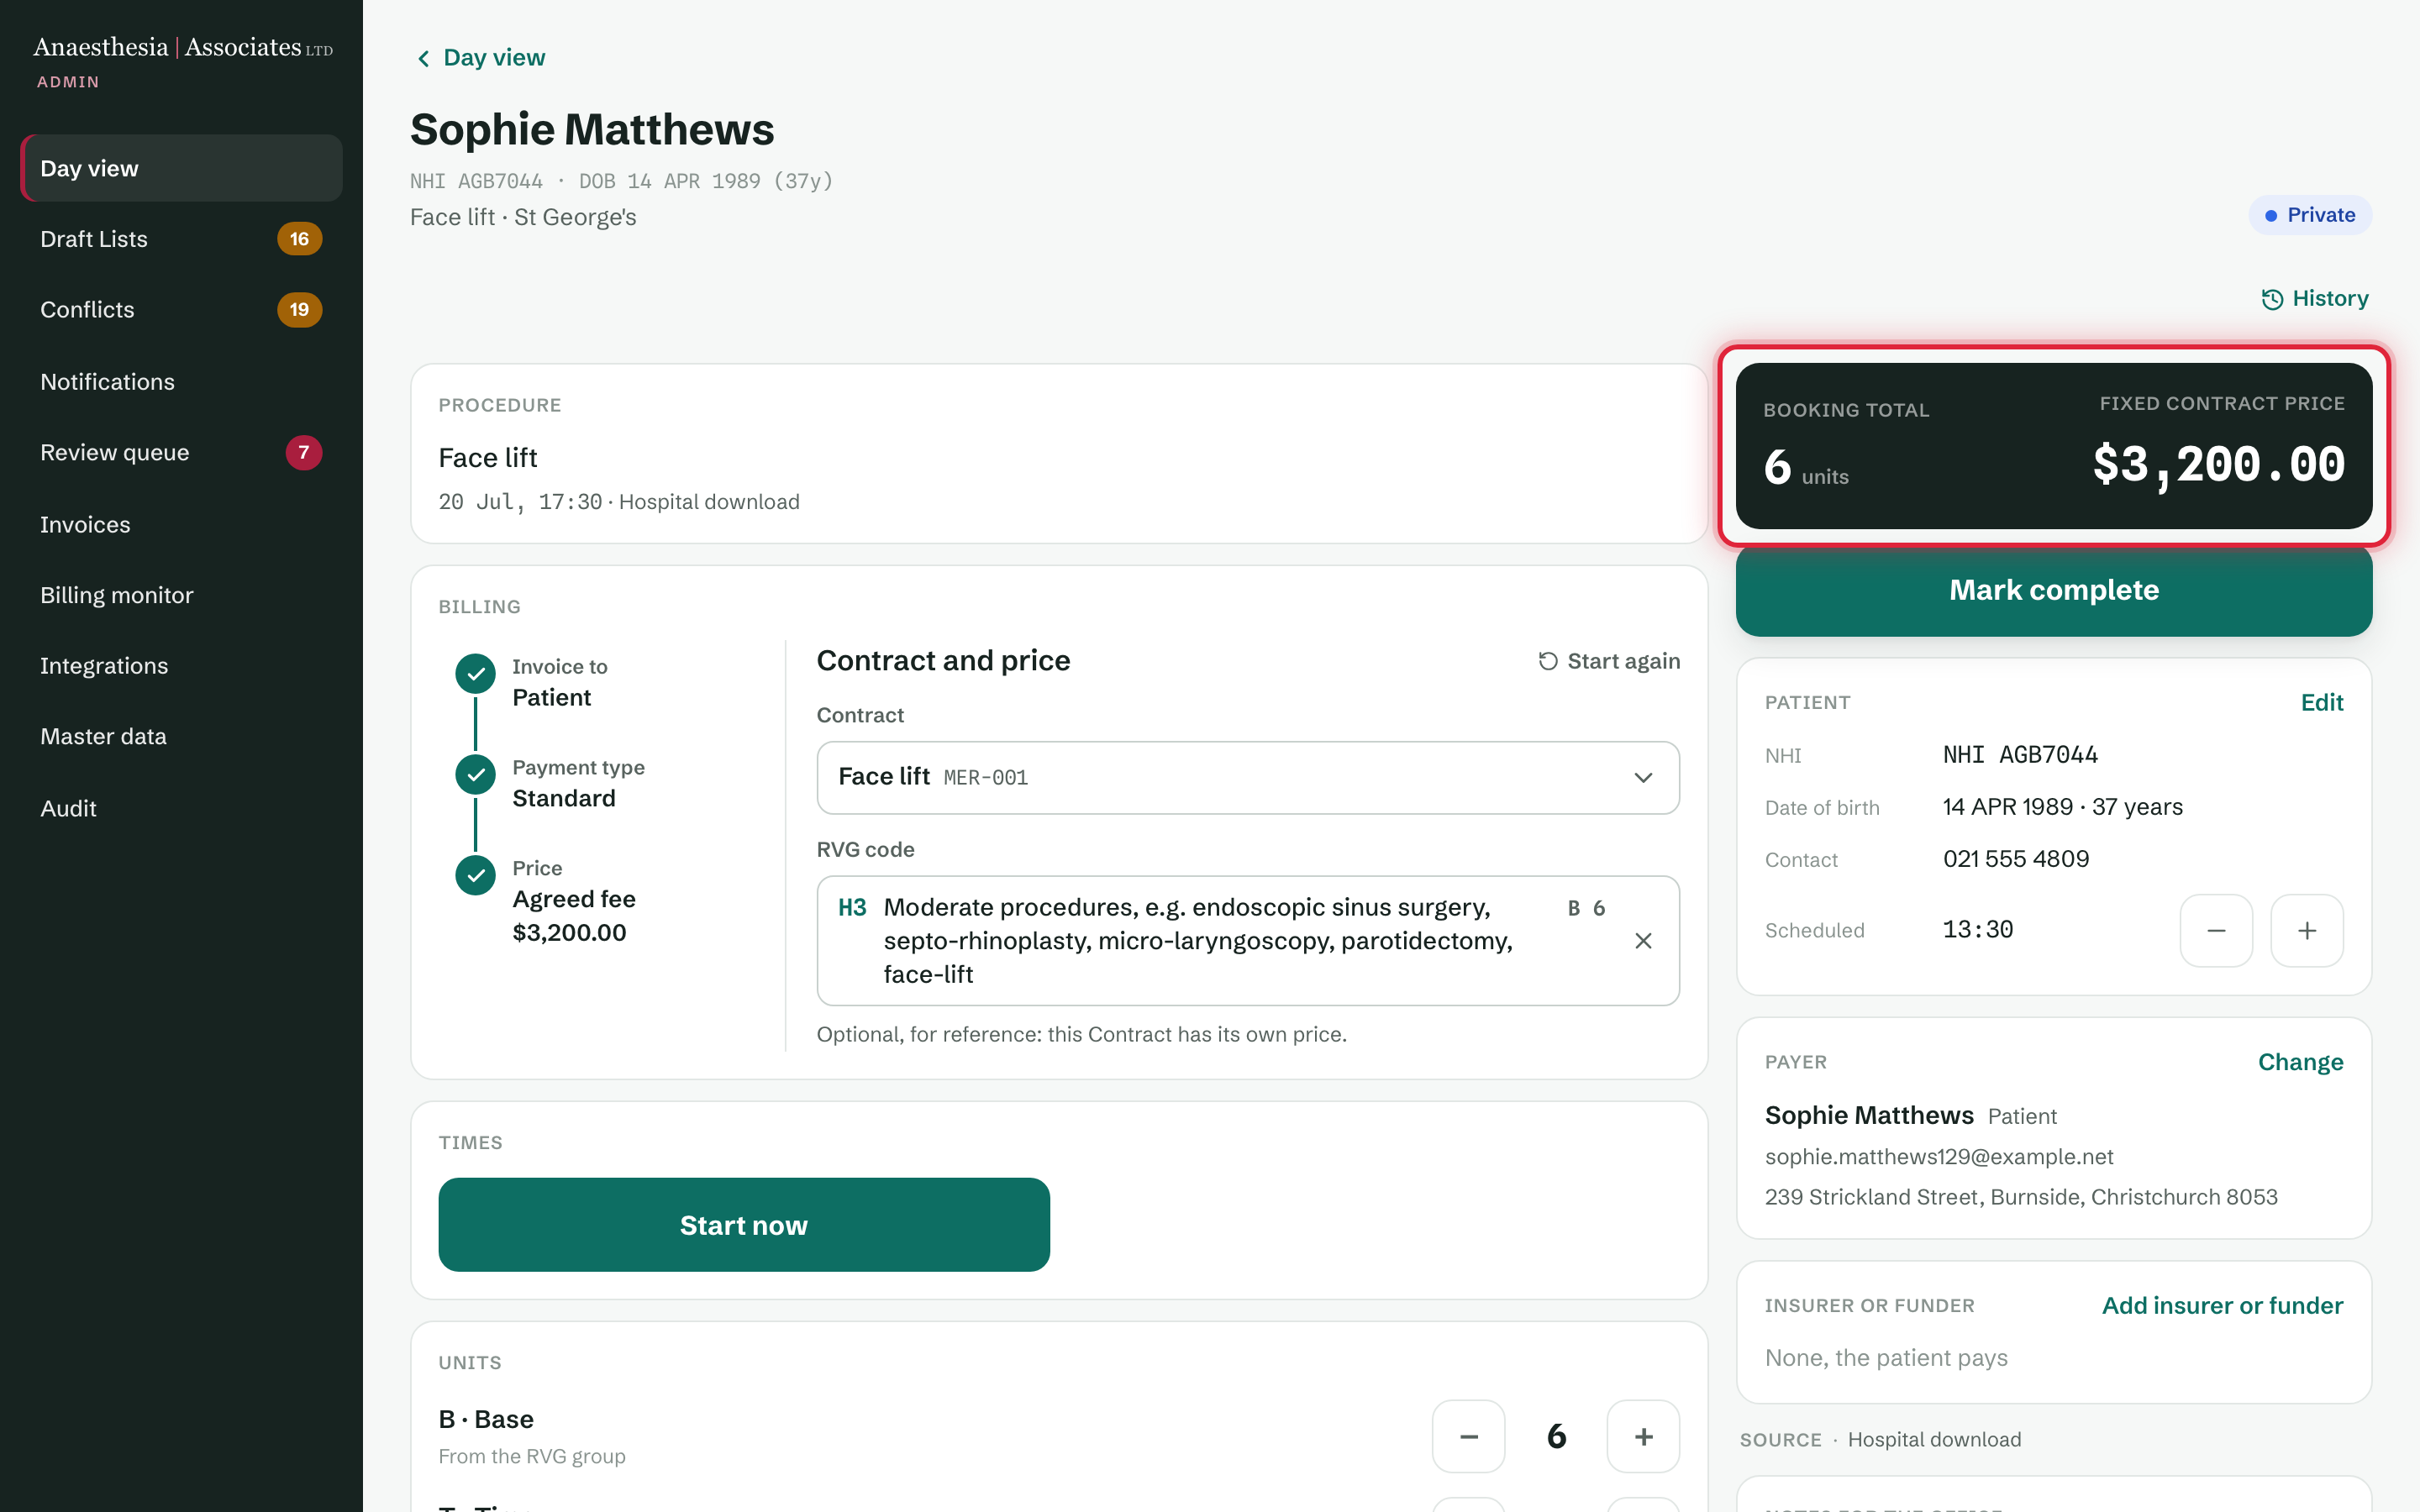 Anaesthesia | Associates LTD
ADMIN
Day view
Draft Lists 16
Conflicts 19
Notifications
Review queue 7
Invoices
Billing monitor
Integrations
Master data
Audit
Day view
Sophie Matthews
NHI AGB7044 · DOB 14 APR 1989 (37y)
Face lift · St George's
Private
History
PROCEDURE
Face lift
20 Jul, 17:30 · Hospital download
BOOKING TOTAL
6 units
FIXED CONTRACT PRICE
$3,200.00
Mark complete
BILLING
Invoice to
Patient
Payment type
Standard
Price
Agreed fee
$3,200.00
Contract and price
Start again
Contract
Face lift MER-001
RVG code
H3 Moderate procedures, e.g. endoscopic sinus surgery, B 6
septo-rhinoplasty, micro-laryngoscopy, parotidectomy,
face-lift
Optional, for reference: this Contract has its own price.
TIMES
Start now
UNITS
B · Base
From the RVG group
6
PATIENT
Edit
NHI NHI AGB7044
Date of birth 14 APR 1989 · 37 years
Contact 021 555 4809
Scheduled 13:30
PAYER
Change
Sophie Matthews Patient
sophie.matthews129@example.net
239 Strickland Street, Burnside, Christchurch 8053
INSURER OR FUNDER
Add insurer or funder
None, the patient pays
SOURCE · Hospital download